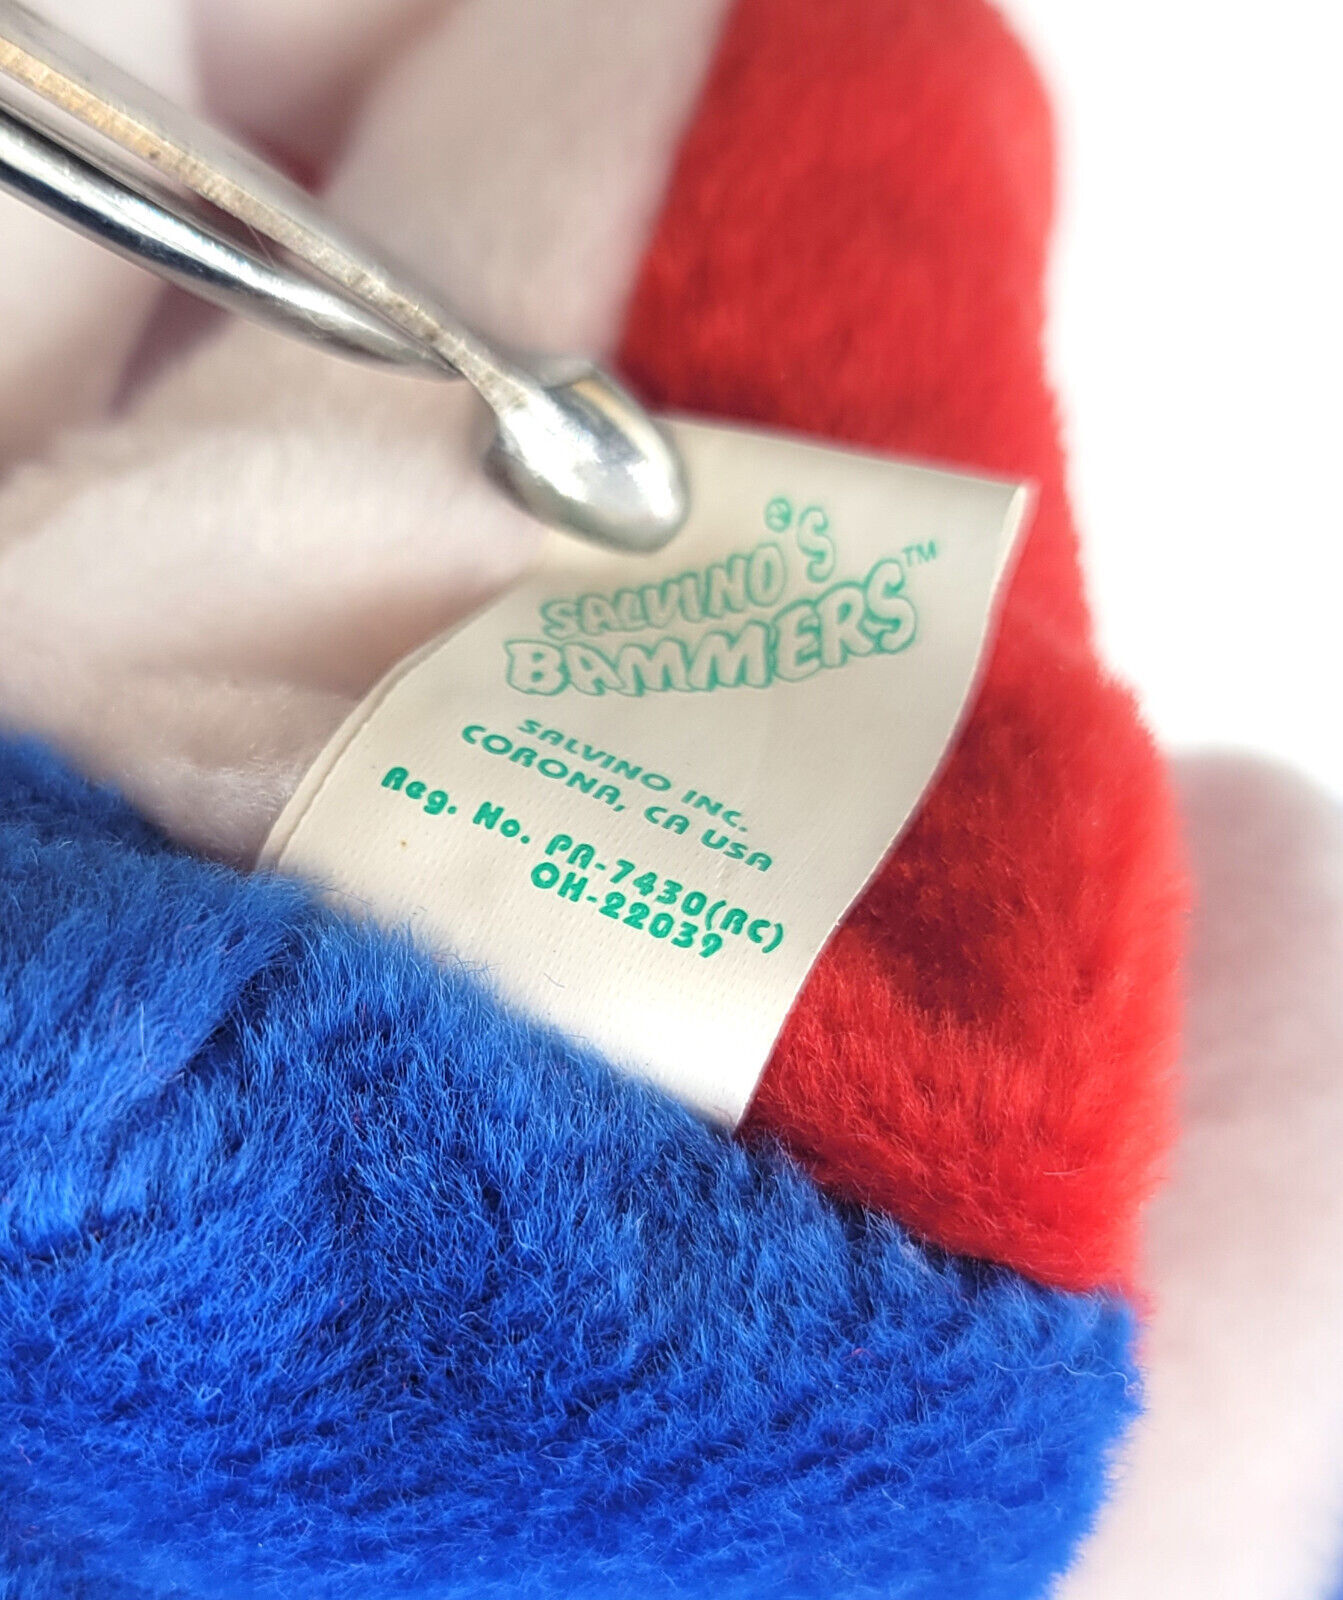 SALVINO'S®
BAMMERS™
SALVINO INC.
CORONA, CA USA
Reg. No. PA-7430(RC)
OH-22039